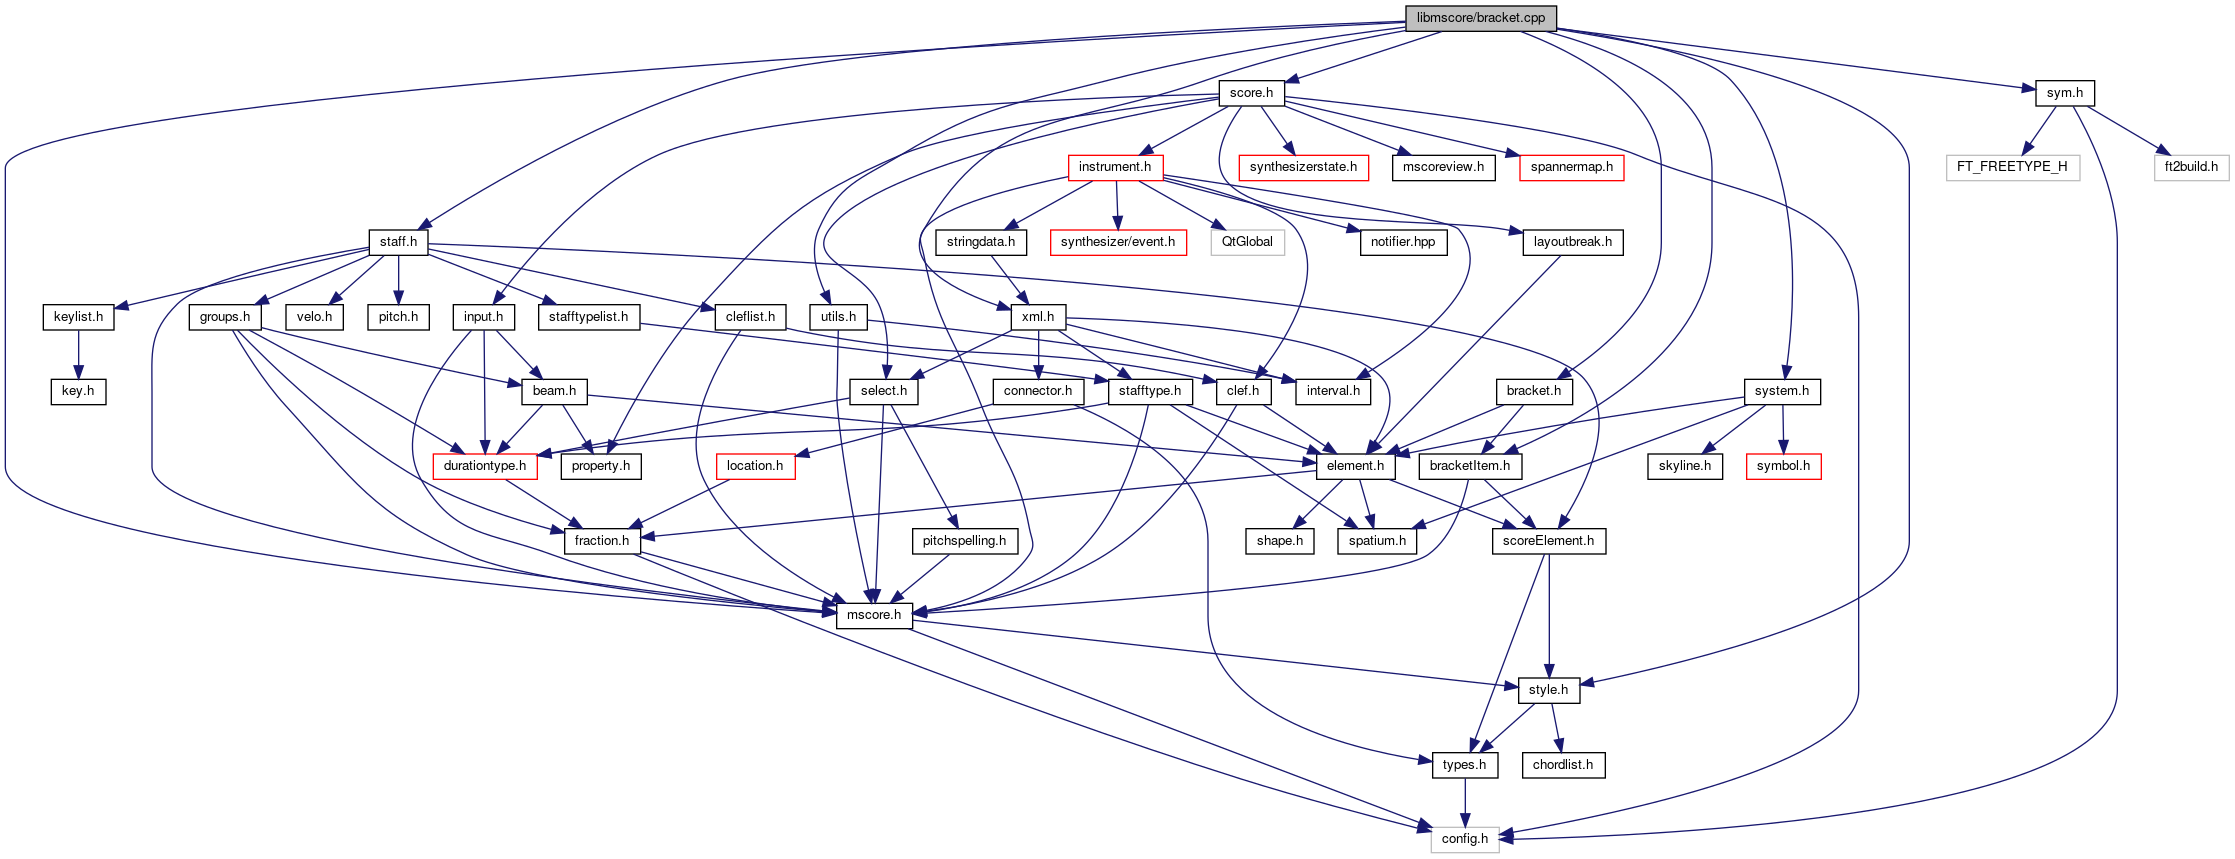 libmscore/bracket.cpp
score.h
sym.h
instrument.h
synthesizerstate.h
mscoreview.h
spannermap.h
FT_FREETYPE_H
ft2build.h
staff.h
stringdata.h
synthesizer/event.h
QtGlobal
notifier.hpp
layoutbreak.h
keylist.h
groups.h
velo.h
pitch.h
input.h
stafftypelist.h
cleflist.h
utils.h
xml.h
key.h
beam.h
select.h
connector.h
stafftype.h
clef.h
interval.h
bracket.h
system.h
durationtype.h
property.h
location.h
element.h
bracketItem.h
skyline.h
symbol.h
fraction.h
pitchspelling.h
shape.h
spatium.h
scoreElement.h
mscore.h
style.h
types.h
chordlist.h
config.h